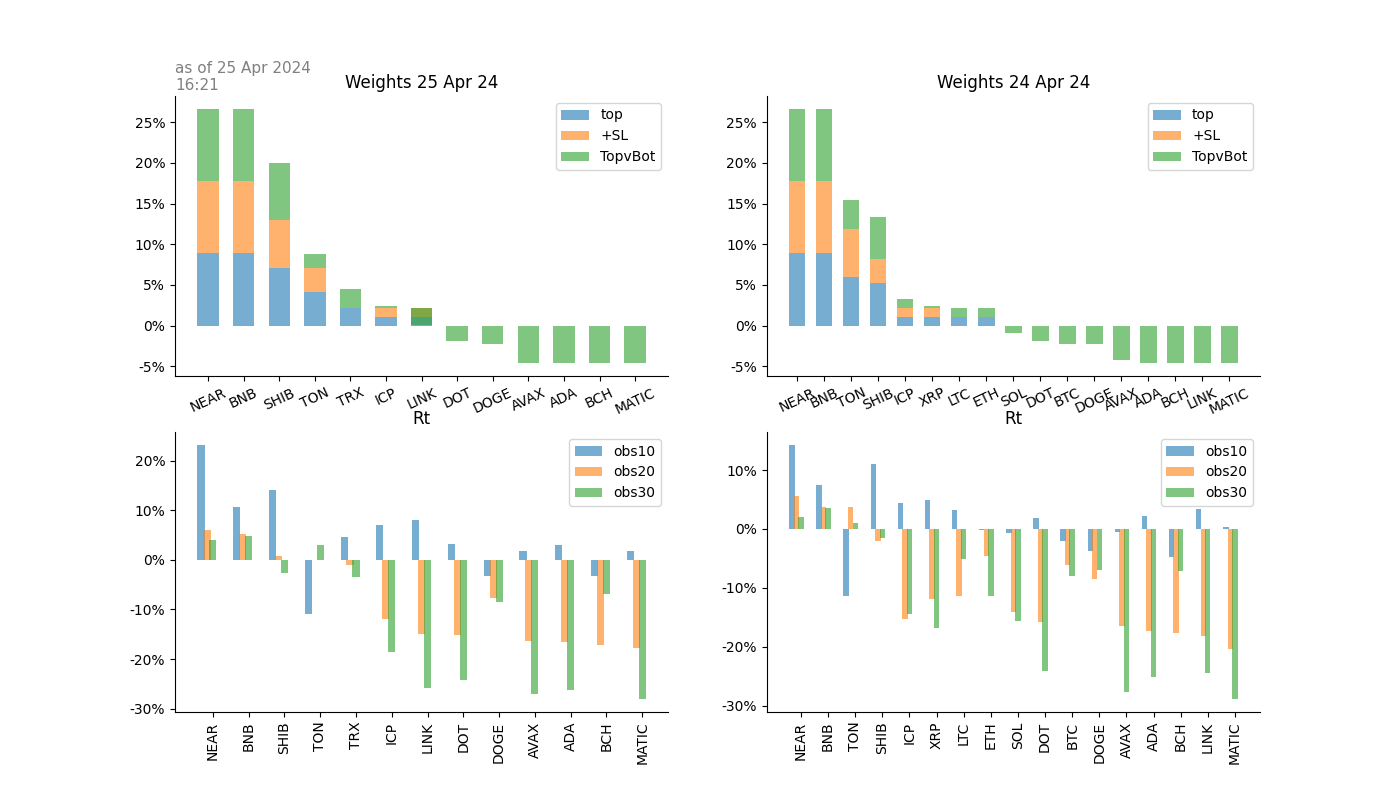 as of 25 Apr 2024
16:21
Weights 25 Apr 24
25%
20%
15%
10%
5%
0%
-5%
top
+SL
TopvBot
NEAR BNB SHIB TON TRX ICP LINK DOT DOGE AVAX ADA BCH MATIC
Weights 24 Apr 24
25%
20%
15%
10%
5%
0%
-5%
top
+SL
TopvBot
NEAR BNB TON SHIB ICP XRP LTC ETH SOL DOT BTC DOGE AVAX ADA BCH LINK MATIC
Rt
20%
10%
0%
-10%
-20%
-30%
obs10
obs20
obs30
NEAR BNB SHIB TON TRX ICP LINK DOT DOGE AVAX ADA BCH MATIC
Rt
10%
0%
-10%
-20%
-30%
obs10
obs20
obs30
NEAR BNB TON SHIB ICP XRP LTC ETH SOL DOT BTC DOGE AVAX ADA BCH LINK MATIC